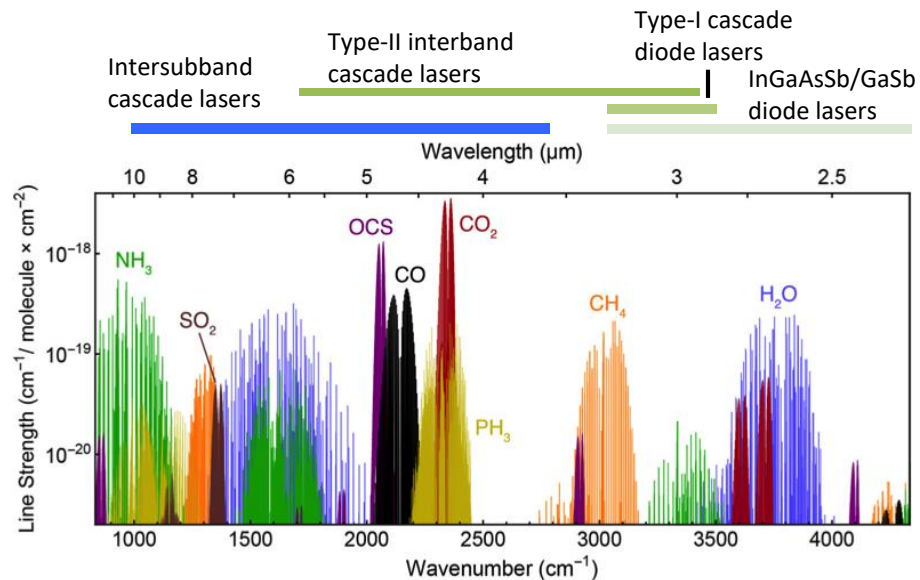 Type-I cascade
diode lasers
Type-II interband
cascade lasers
Intersubband
cascade lasers
InGaAsSb/GaSb
diode lasers
Wavelength (μm)
10 8 6 5 4 3 2.5
Line Strength (cm⁻¹/ molecule × cm⁻²)
10⁻¹⁸
10⁻¹⁹
10⁻²⁰
NH₃
SO₂
OCS
CO
CO₂
PH₃
CH₄
H₂O
1000 1500 2000 2500 3000 3500 4000
Wavenumber (cm⁻¹)